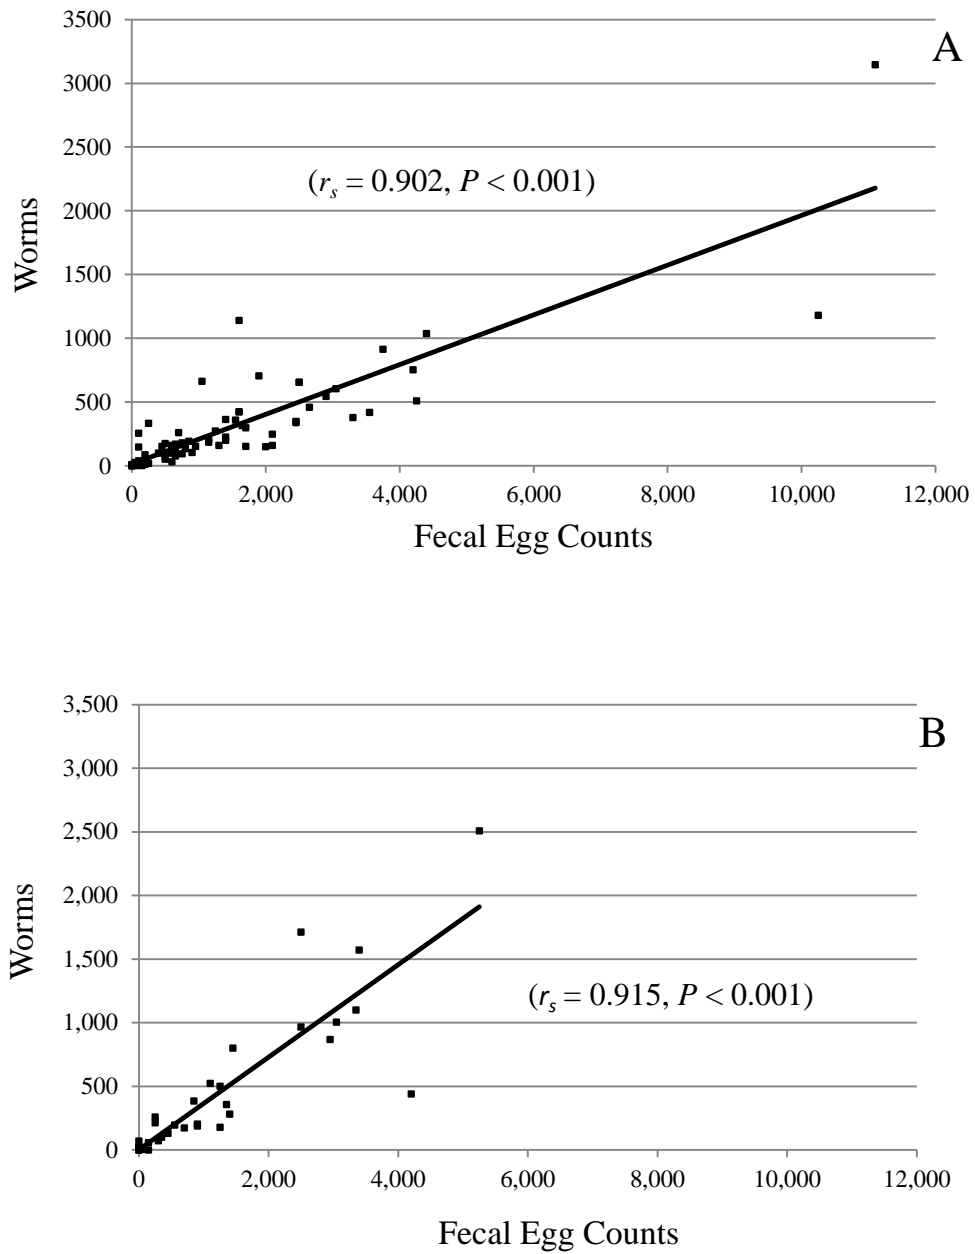 3500
A
3000
2500
(rs = 0.902, P < 0.001)
2000
Worms
1500
1000
500
0
0 2,000 4,000 6,000 8,000 10,000 12,000
Fecal Egg Counts
3,500
B
3,000
2,500
2,000
Worms
1,500
(rs = 0.915, P < 0.001)
1,000
500
0
0 2,000 4,000 6,000 8,000 10,000 12,000
Fecal Egg Counts